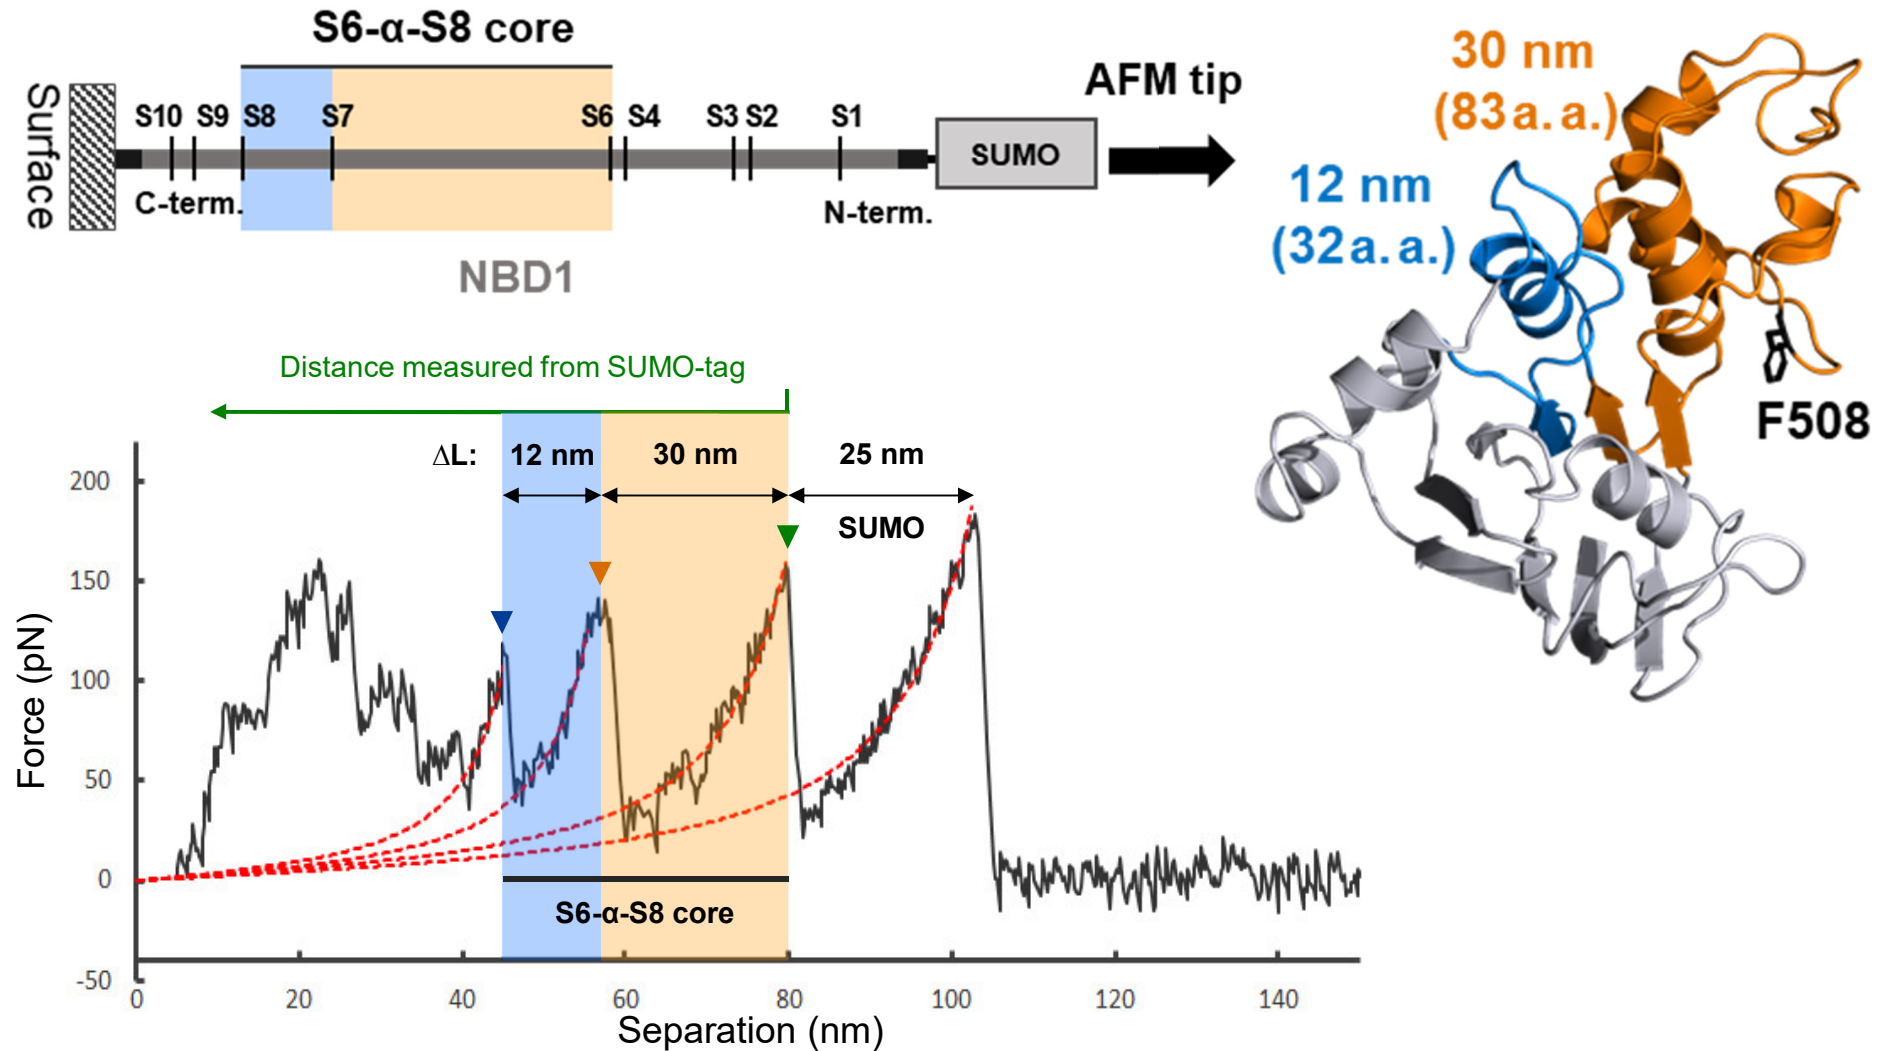 S6-α-S8 core
Surface
S10 S9 S8 S7 S6 S4 S3 S2 S1
SUMO
AFM tip
C-term.
N-term.
NBD1
30 nm
(83 a. a.)
12 nm
(32 a. a.)
F508
Distance measured from SUMO-tag
ΔL: 12 nm 30 nm 25 nm
SUMO
Force (pN)
200
150
100
50
0
-50
S6-α-S8 core
0 20 40 60 80 100 120 140
Separation (nm)